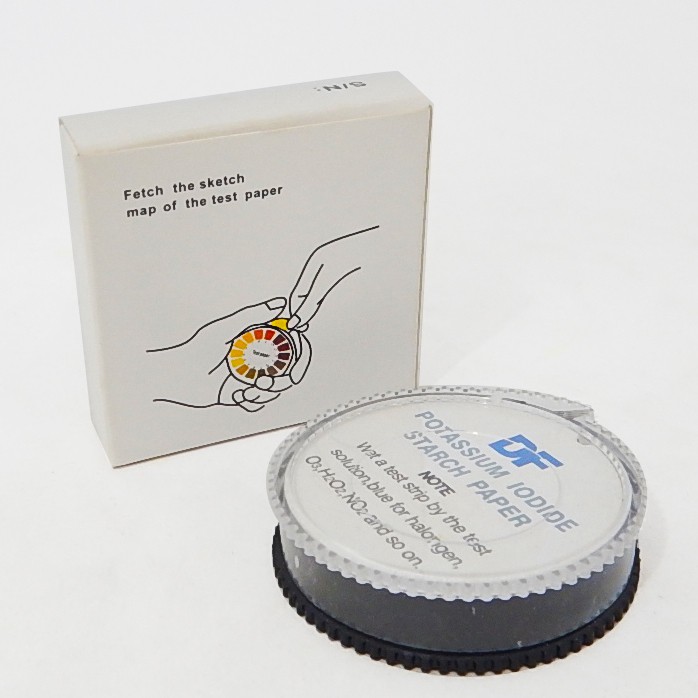 S/N:
Fetch the sketch
map of the test paper
DF
POTASSIUM IODIDE
STARCH PAPER
NOTE
Wet a test strip by the test
solution,blue for halongen,
O3,H2O2,NO2 and so on.